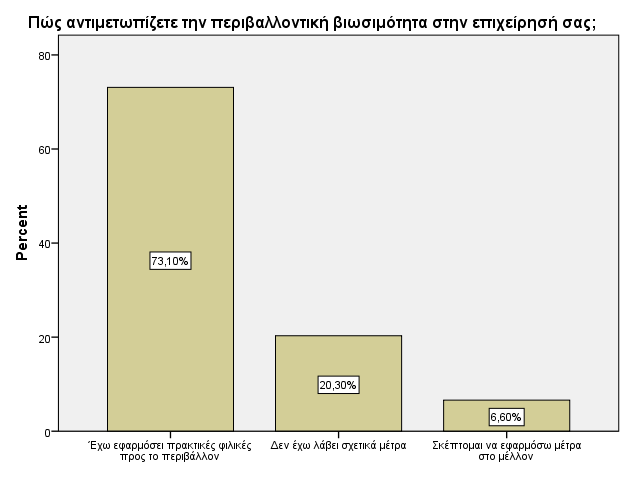 Πώς αντιμετωπίζετε την περιβαλλοντική βιωσιμότητα στην επιχείρησή σας;
80
60
40
20
0
Percent
73,10%
20,30%
6,60%
Έχω εφαρμόσει πρακτικές φιλικές
προς το περιβάλλον
Δεν έχω λάβει σχετικά μέτρα
Σκέπτομαι να εφαρμόσω μέτρα
στο μέλλον